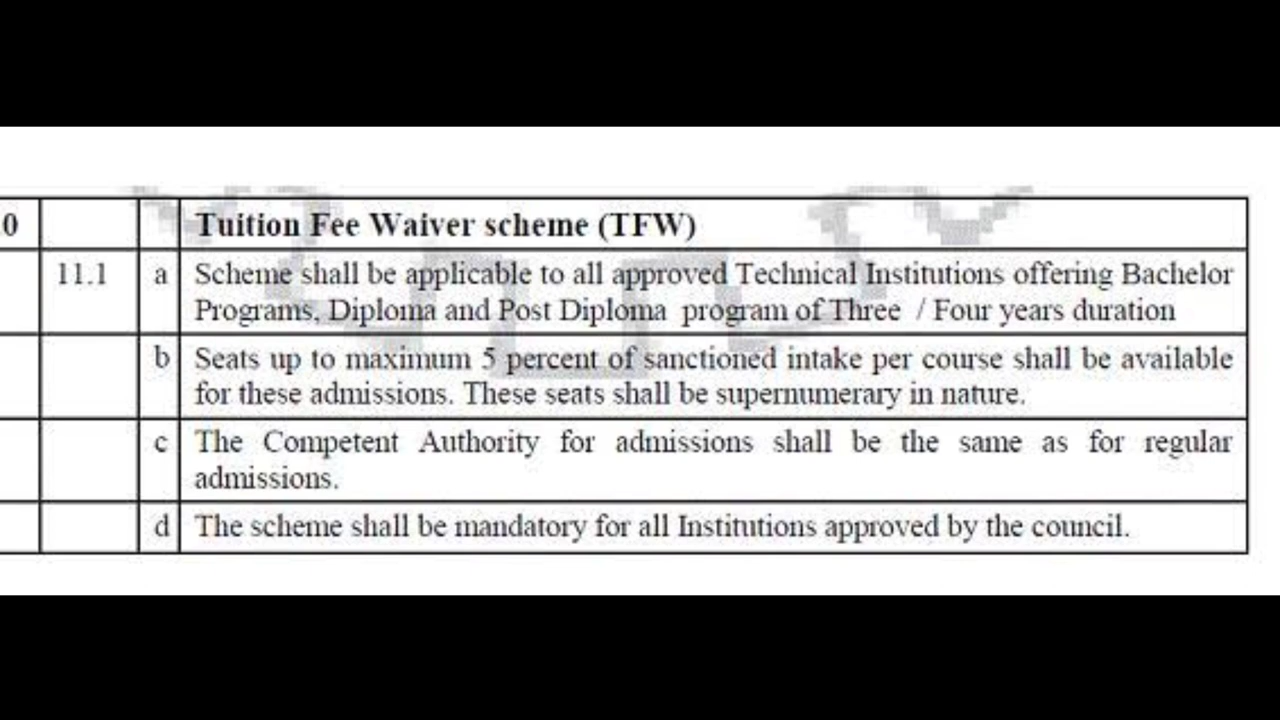 0 Tuition Fee Waiver scheme (TFW)
11.1 a Scheme shall be applicable to all approved Technical Institutions offering Bachelor
Programs, Diploma and Post Diploma program of Three / Four years duration
b Seats up to maximum 5 percent of sanctioned intake per course shall be available
for these admissions. These seats shall be supernumerary in nature.
c The Competent Authority for admissions shall be the same as for regular
admissions.
d The scheme shall be mandatory for all Institutions approved by the council.